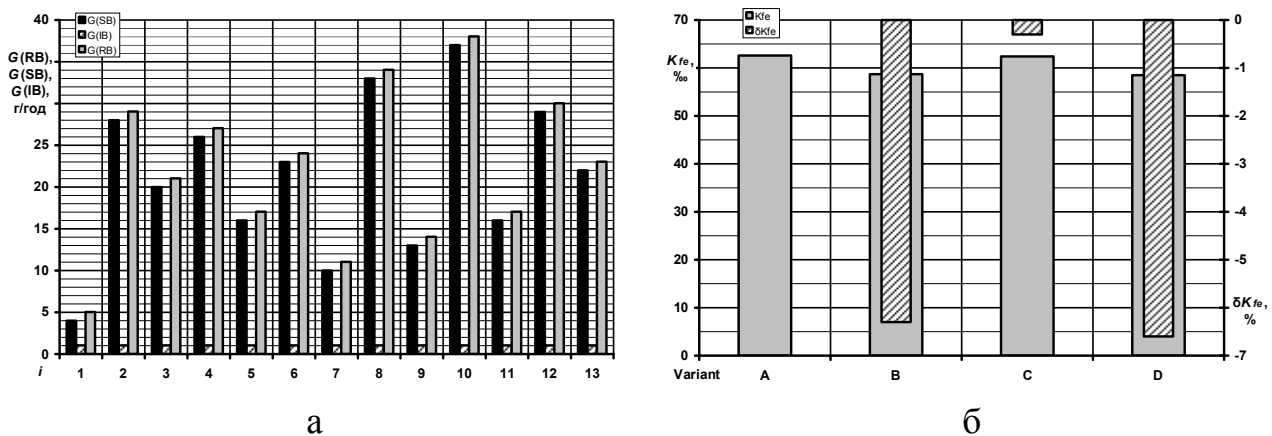 40
35
30
25
20
15
10
5
0
G(RB),
G(SB),
G(IB),
г/год
G(SB)
G(IB)
G(RB)
i 1 2 3 4 5 6 7 8 9 10 11 12 13
а
70
60
50
40
30
20
10
0
Kfe,
‰
Kfe
δKfe
0
-1
-2
-3
-4
-5
-6
-7
δKfe,
%
Variant A B C D
б